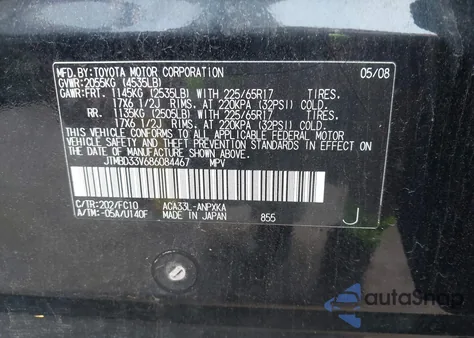 MFD.BY:TOYOTA MOTOR CORPORATION 05/08
GVWR:2055KG (4535LB)
GAWR:FRT. 1145KG (2535LB) WITH 225/65R17 TIRES,
17X6 1/2J RIMS, AT 220KPA (32PSI) COLD.
RR. 1135KG (2505LB) WITH 225/65R17 TIRES,
17X6 1/2J RIMS, AT 220KPA (32PSI) COLD.
THIS VEHICLE CONFORMS TO ALL APPLICABLE FEDERAL MOTOR
VEHICLE SAFETY AND THEFT PREVENTION STANDARDS IN EFFECT
ON THE DATE OF MANUFACTURE SHOWN ABOVE.
JTMBD33V686084467 MPV
C/TR:202/FC10 ACA33L-ANPXKA
A/TM:-05A/U140F MADE IN JAPAN 855 J
autoSnap